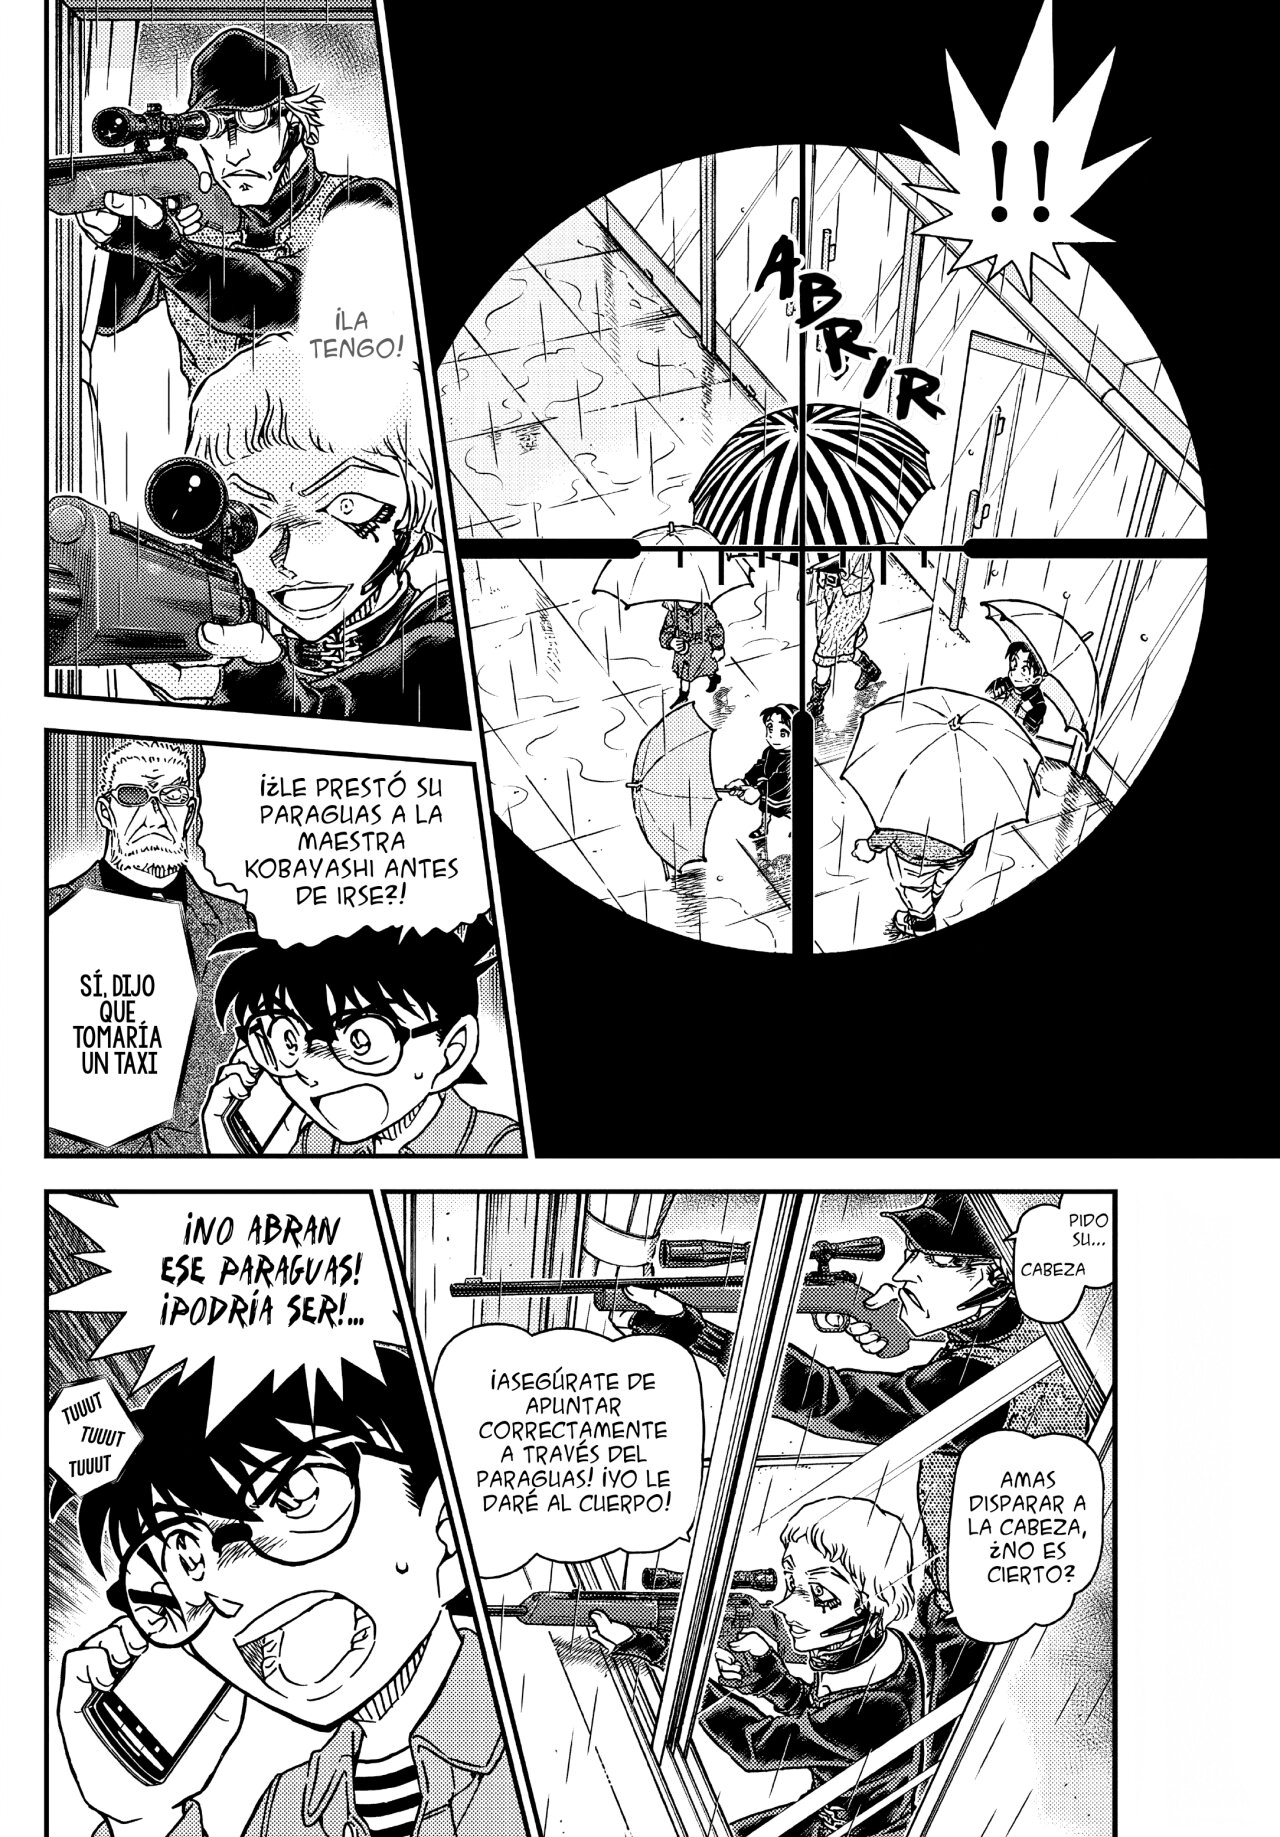 !!
ABRIR
¡LA
TENGO!
¡¿LE PRESTÓ SU
PARAGUAS A LA
MAESTRA
KOBAYASHI ANTES
DE IRSE?!
SÍ, DIJO
QUE
TOMARÍA
UN TAXI
PIDO
SU...
CABEZA
AMAS
DISPARAR A
LA CABEZA,
¿NO ES
CIERTO?
¡ASEGÚRATE DE
APUNTAR
CORRECTAMENTE
A TRAVÉS DEL
PARAGUAS! ¡YO LE
DARÉ AL CUERPO!
¡NO ABRAN
ESE PARAGUAS!
¡PODRÍA SER!...
TUUUT
TUUUT
TUUUT